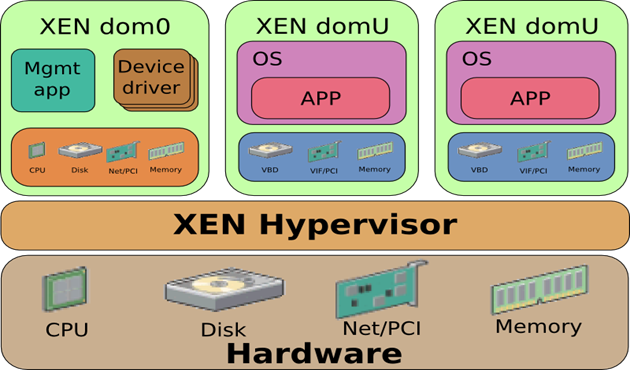 XEN dom0
Mgmt
app
Device
driver
CPU
Disk
Net/PCI
Memory
XEN domU
OS
APP
VBD
VIF/PCI
Memory
XEN domU
OS
APP
VBD
VIF/PCI
Memory
XEN Hypervisor
CPU
Disk
Net/PCI
Memory
Hardware